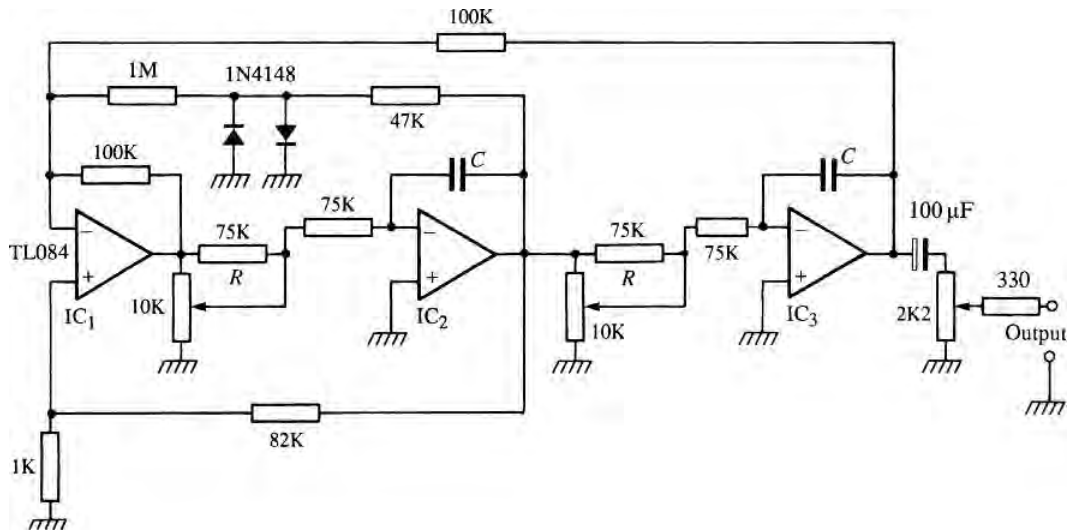 100K
1M
1N4148
47K
100K
C
C
75K
75K
75K
75K
100 µF
TL084
−
+
R
−
+
R
−
+
330
10K
IC1
IC2
10K
IC3
2K2
Output
82K
1K